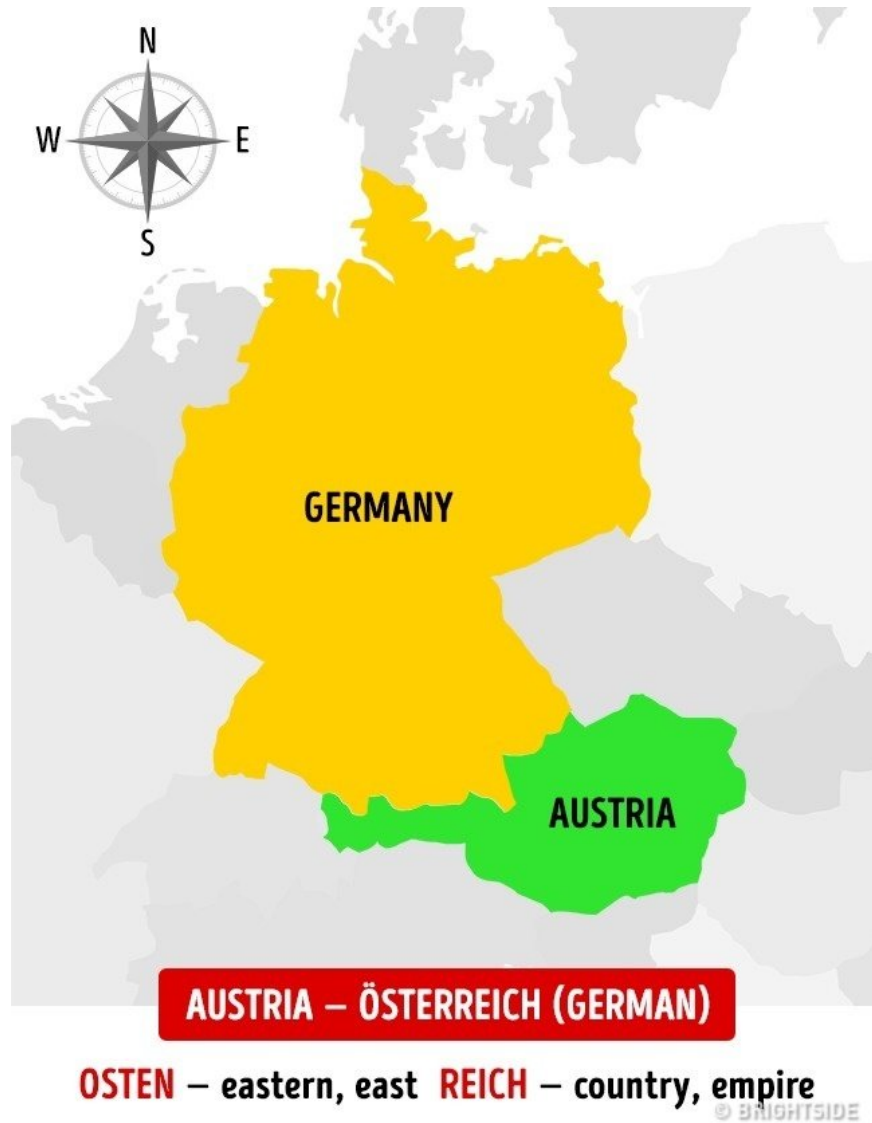 N
W E
S
GERMANY
AUSTRIA
AUSTRIA – ÖSTERREICH (GERMAN)
OSTEN – eastern, east REICH – country, empire
© BRIGHTSIDE